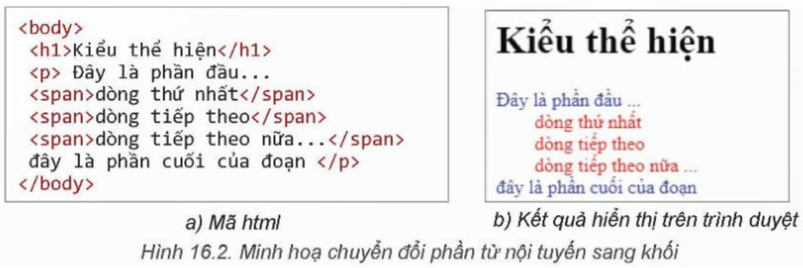 <body>
<h1>Kiểu thể hiện</h1>
<p> Đây là phần đầu...
<span>dòng thứ nhất</span>
<span>dòng tiếp theo</span>
<span>dòng tiếp theo nữa...</span>
đây là phần cuối của đoạn </p>
</body>
a) Mã html
Kiểu thể hiện
Đây là phần đầu ...
dòng thứ nhất
dòng tiếp theo
dòng tiếp theo nữa ...
đây là phần cuối của đoạn
b) Kết quả hiển thị trên trình duyệt
Hình 16.2. Minh hoạ chuyển đổi phần tử nội tuyến sang khối